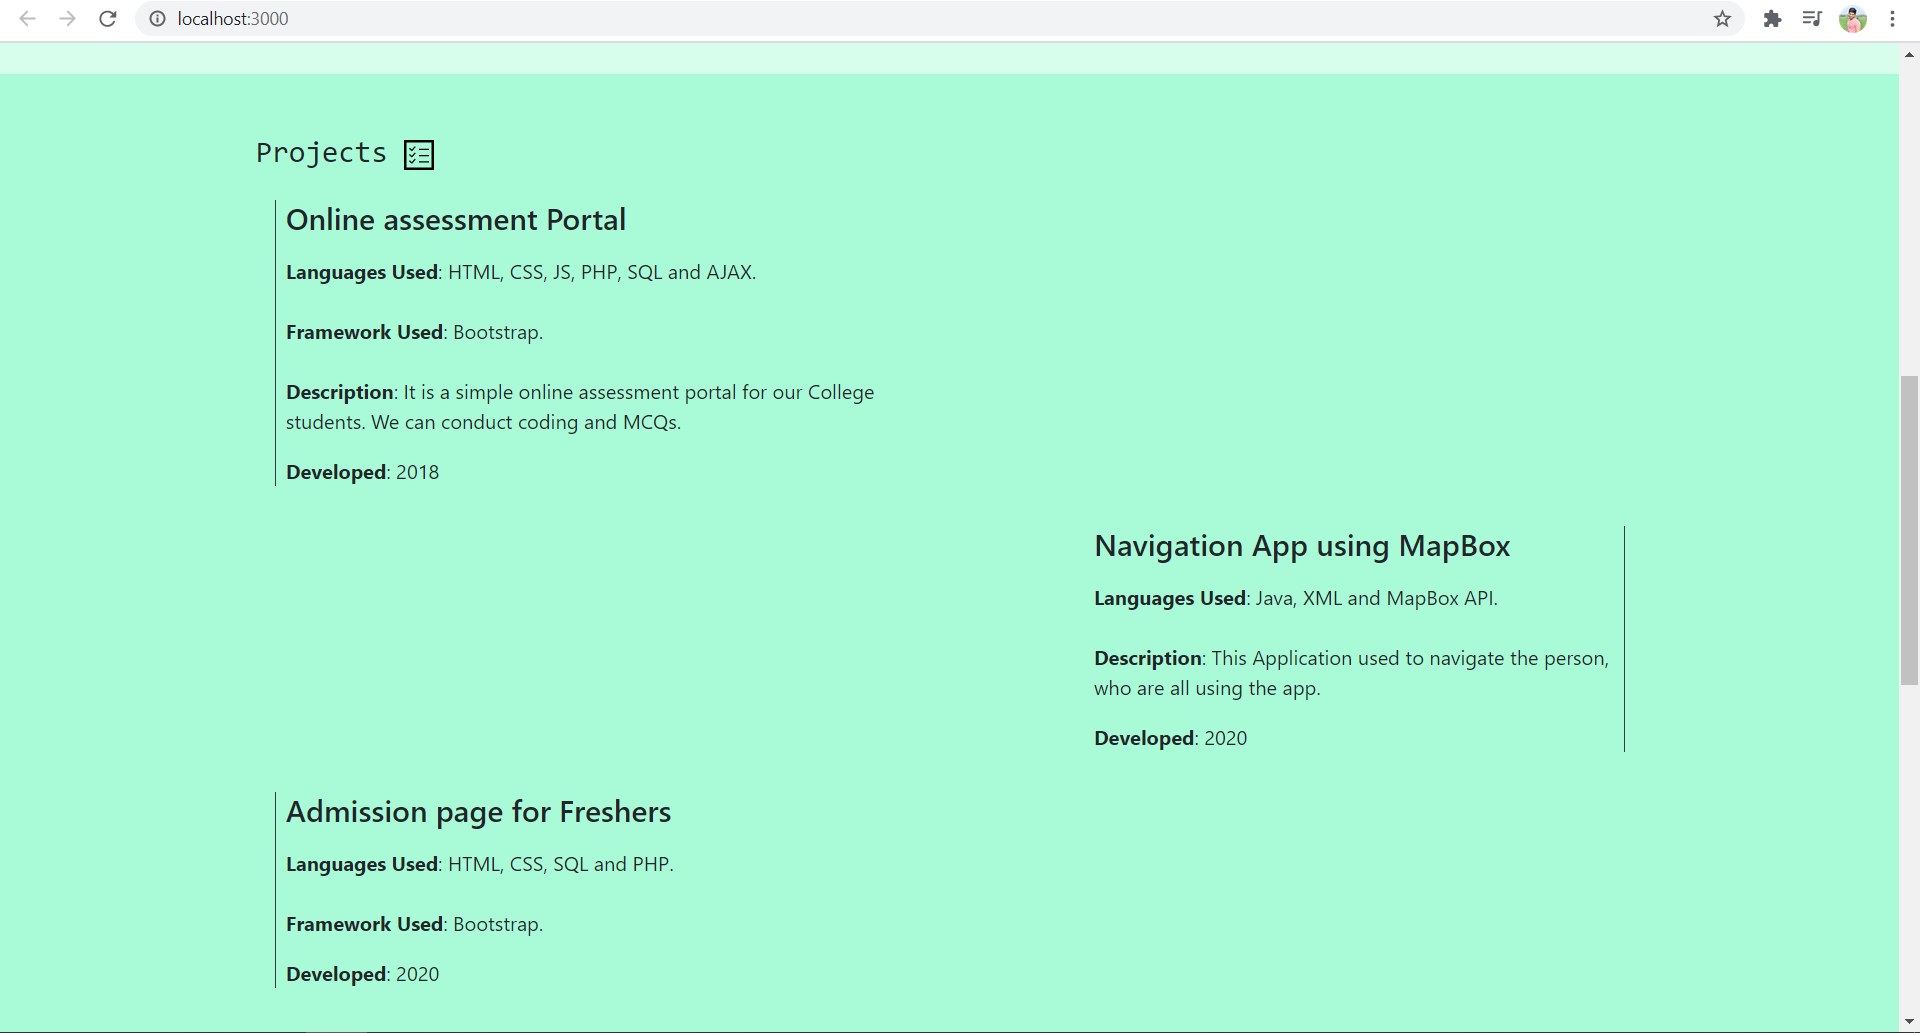 localhost:3000
Projects
Online assessment Portal
Languages Used: HTML, CSS, JS, PHP, SQL and AJAX.
Framework Used: Bootstrap.
Description: It is a simple online assessment portal for our College
students. We can conduct coding and MCQs.
Developed: 2018
Navigation App using MapBox
Languages Used: Java, XML and MapBox API.
Description: This Application used to navigate the person,
who are all using the app.
Developed: 2020
Admission page for Freshers
Languages Used: HTML, CSS, SQL and PHP.
Framework Used: Bootstrap.
Developed: 2020